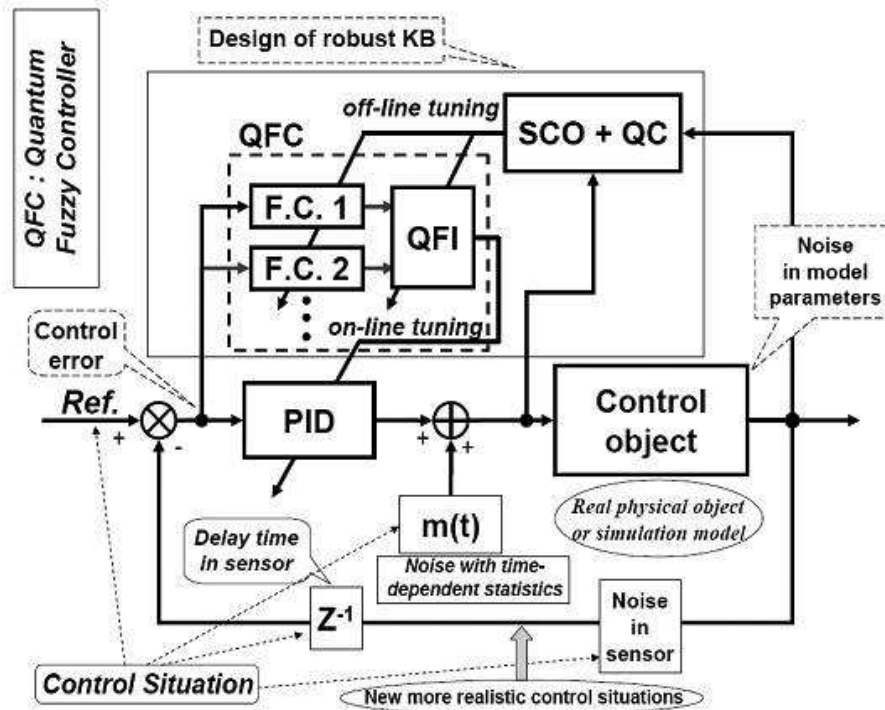 Design of robust KB
QFC : Quantum
Fuzzy Controller
off-line tuning
SCO + QC
QFC
F.C. 1
QFI
F.C. 2
Noise
in model
parameters
on-line tuning
Control
error
Ref.
+
-
PID
+
+
Control
object
Real physical object
or simulation model
m(t)
Noise with time-
dependent statistics
Delay time
in sensor
Z-1
Noise
in
sensor
Control Situation
New more realistic control situations